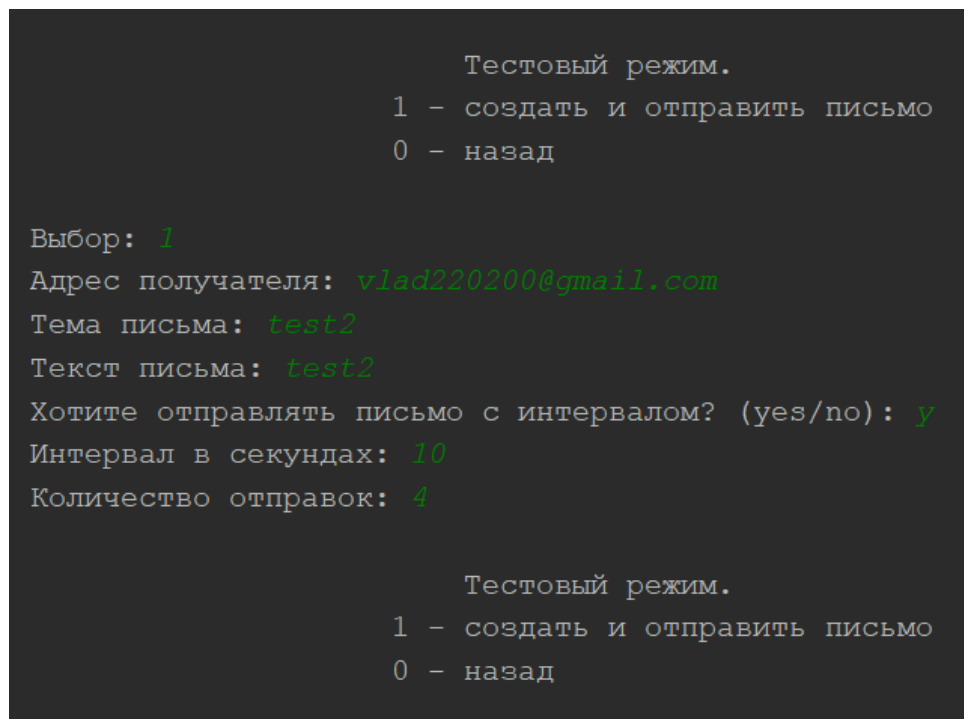 Тестовый режим.
1 - создать и отправить письмо
0 - назад
Выбор: 1
Адрес получателя: vlad220200@gmail.com
Тема письма: test2
Текст письма: test2
Хотите отправлять письмо с интервалом? (yes/no): y
Интервал в секундах: 10
Количество отправок: 4
Тестовый режим.
1 - создать и отправить письмо
0 - назад